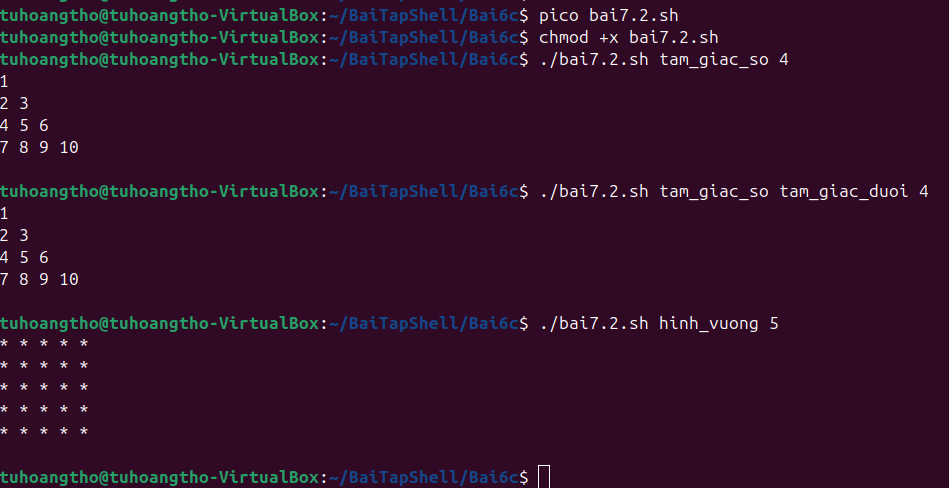 tuhoangtho@tuhoangtho-VirtualBox:~/BaiTapShell/Bai6c$ pico bai7.2.sh
tuhoangtho@tuhoangtho-VirtualBox:~/BaiTapShell/Bai6c$ chmod +x bai7.2.sh
tuhoangtho@tuhoangtho-VirtualBox:~/BaiTapShell/Bai6c$ ./bai7.2.sh tam_giac_so 4
1
2 3
4 5 6
7 8 9 10
tuhoangtho@tuhoangtho-VirtualBox:~/BaiTapShell/Bai6c$ ./bai7.2.sh tam_giac_so tam_giac_duoi 4
1
2 3
4 5 6
7 8 9 10
tuhoangtho@tuhoangtho-VirtualBox:~/BaiTapShell/Bai6c$ ./bai7.2.sh hinh_vuong 5
* * * * *
* * * * *
* * * * *
* * * * *
* * * * *
tuhoangtho@tuhoangtho-VirtualBox:~/BaiTapShell/Bai6c$